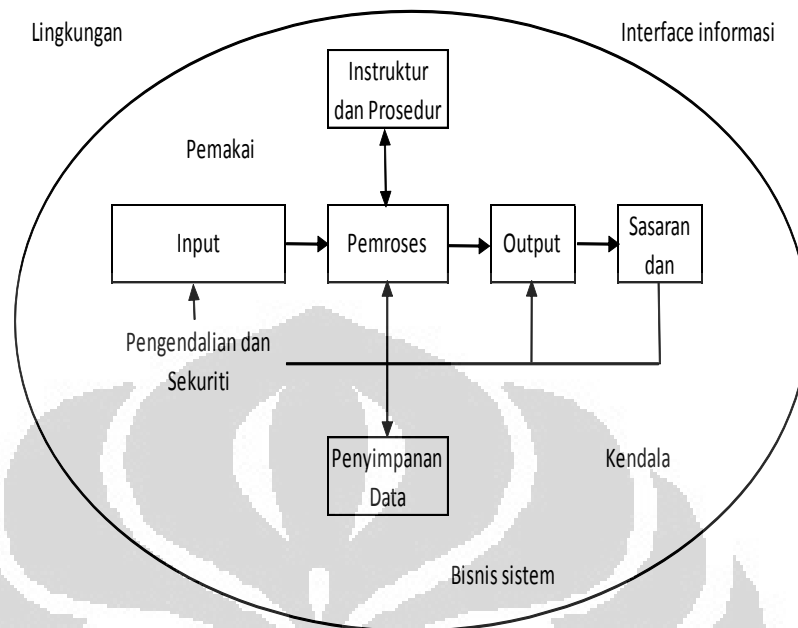 Lingkungan
Interface informasi
Instruktur
dan Prosedur
Pemakai
Input
Pemroses
Output
Sasaran
dan
Pengendalian dan
Sekuriti
Penyimpanan
Data
Kendala
Bisnis sistem